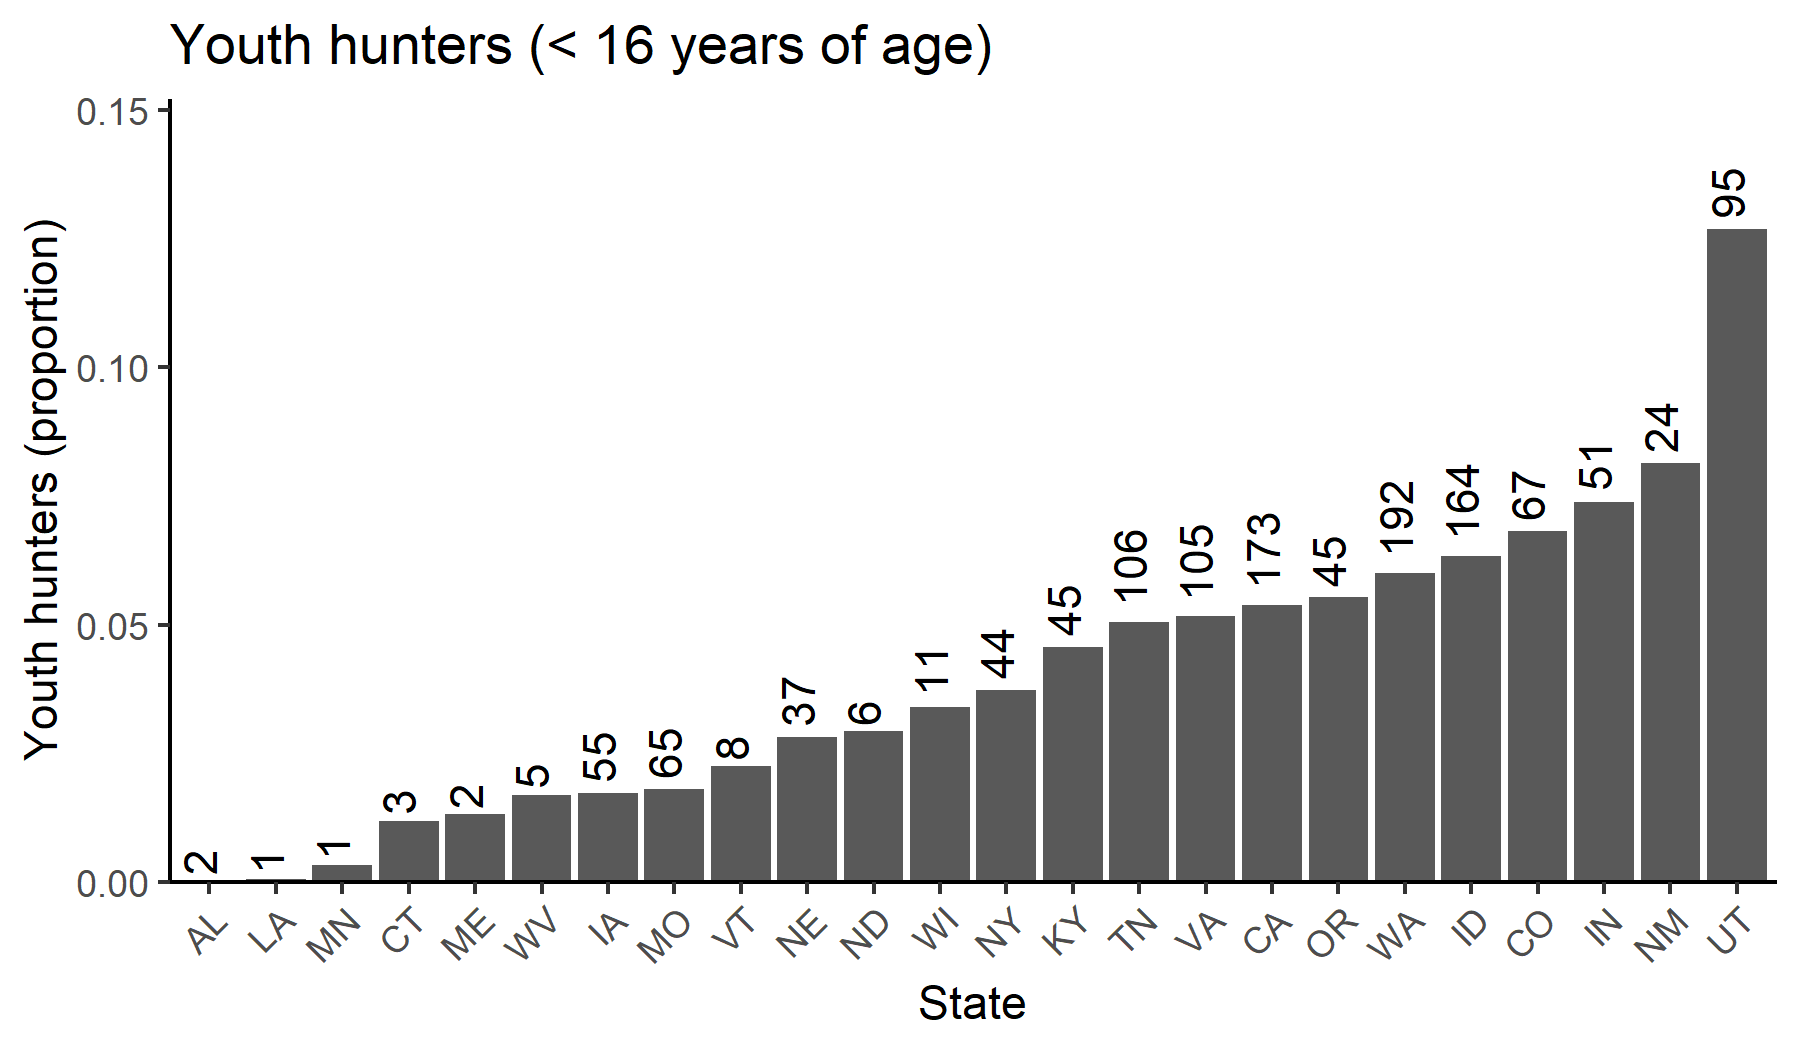 Youth hunters (< 16 years of age)
Youth hunters (proportion)
0.15
0.10
0.05
0.00
2
1
1
3
2
5
55
65
8
37
6
11
44
45
106
105
173
45
192
164
67
51
24
95
AL
LA
MN
CT
ME
WV
IA
MO
VT
NE
ND
WI
NY
KY
TN
VA
CA
OR
WA
ID
CO
IN
NM
UT
State